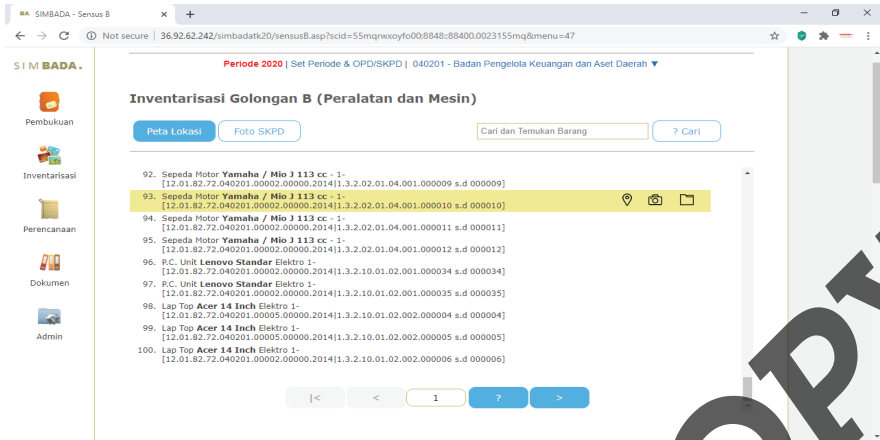 BA SIMBADA - Sensus B
Not secure | 36.92.62.242/simbadatk20/sensusB.asp?scid=55mqrwxoyfo00:8848;:88400.0023155mq&menu=47
SIMBADA.
Periode 2020 | Set Periode & OPD/SKPD | 040201 - Badan Pengelola Keuangan dan Aset Daerah ▼
Inventarisasi Golongan B (Peralatan dan Mesin)
Peta Lokasi Foto SKPD Cari dan Temukan Barang ? Cari
Pembukuan
Inventarisasi
Perencanaan
Dokumen
Admin
92. Sepeda Motor Yamaha / Mio J 113 cc - 1-
[12.01.82.72.040201.00002.00000.2014|1.3.2.02.01.04.001.000009 s.d 000009]
93. Sepeda Motor Yamaha / Mio J 113 cc - 1-
[12.01.82.72.040201.00002.00000.2014|1.3.2.02.01.04.001.000010 s.d 000010]
94. Sepeda Motor Yamaha / Mio J 113 cc - 1-
[12.01.82.72.040201.00002.00000.2014|1.3.2.02.01.04.001.000011 s.d 000011]
95. Sepeda Motor Yamaha / Mio J 113 cc - 1-
[12.01.82.72.040201.00002.00000.2014|1.3.2.02.01.04.001.000012 s.d 000012]
96. P.C. Unit Lenovo Standar Elektro 1-
[12.01.82.72.040201.00002.00000.2014|1.3.2.10.01.02.001.000034 s.d 000034]
97. P.C. Unit Lenovo Standar Elektro 1-
[12.01.82.72.040201.00002.00000.2014|1.3.2.10.01.02.001.000035 s.d 000035]
98. Lap Top Acer 14 Inch Elektro 1-
[12.01.82.72.040201.00005.00000.2014|1.3.2.10.01.02.002.000004 s.d 000004]
99. Lap Top Acer 14 Inch Elektro 1-
[12.01.82.72.040201.00005.00000.2014|1.3.2.10.01.02.002.000005 s.d 000005]
100. Lap Top Acer 14 Inch Elektro 1-
[12.01.82.72.040201.00002.00000.2014|1.3.2.10.01.02.002.000006 s.d 000006]
|< < 1 ? >